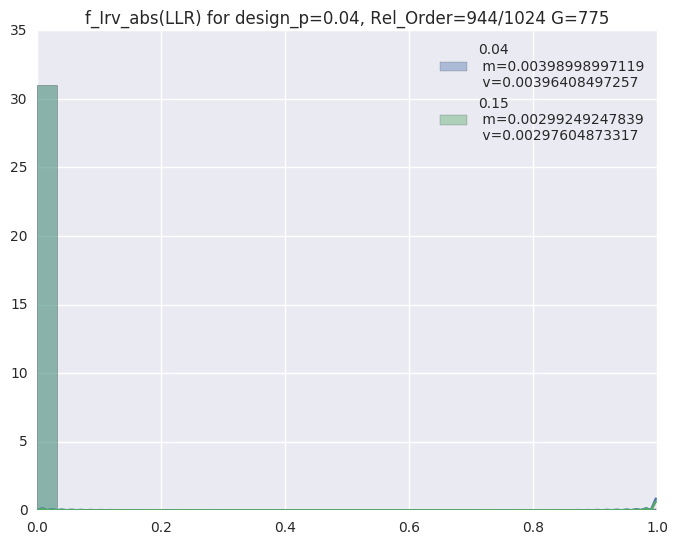 f_Irv_abs(LLR) for design_p=0.04, Rel_Order=944/1024 G=775
35
30
25
20
15
10
5
0
0.0 0.2 0.4 0.6 0.8 1.0
0.04
m=0.00398998997119
v=0.00396408497257
0.15
m=0.00299249247839
v=0.00297604873317